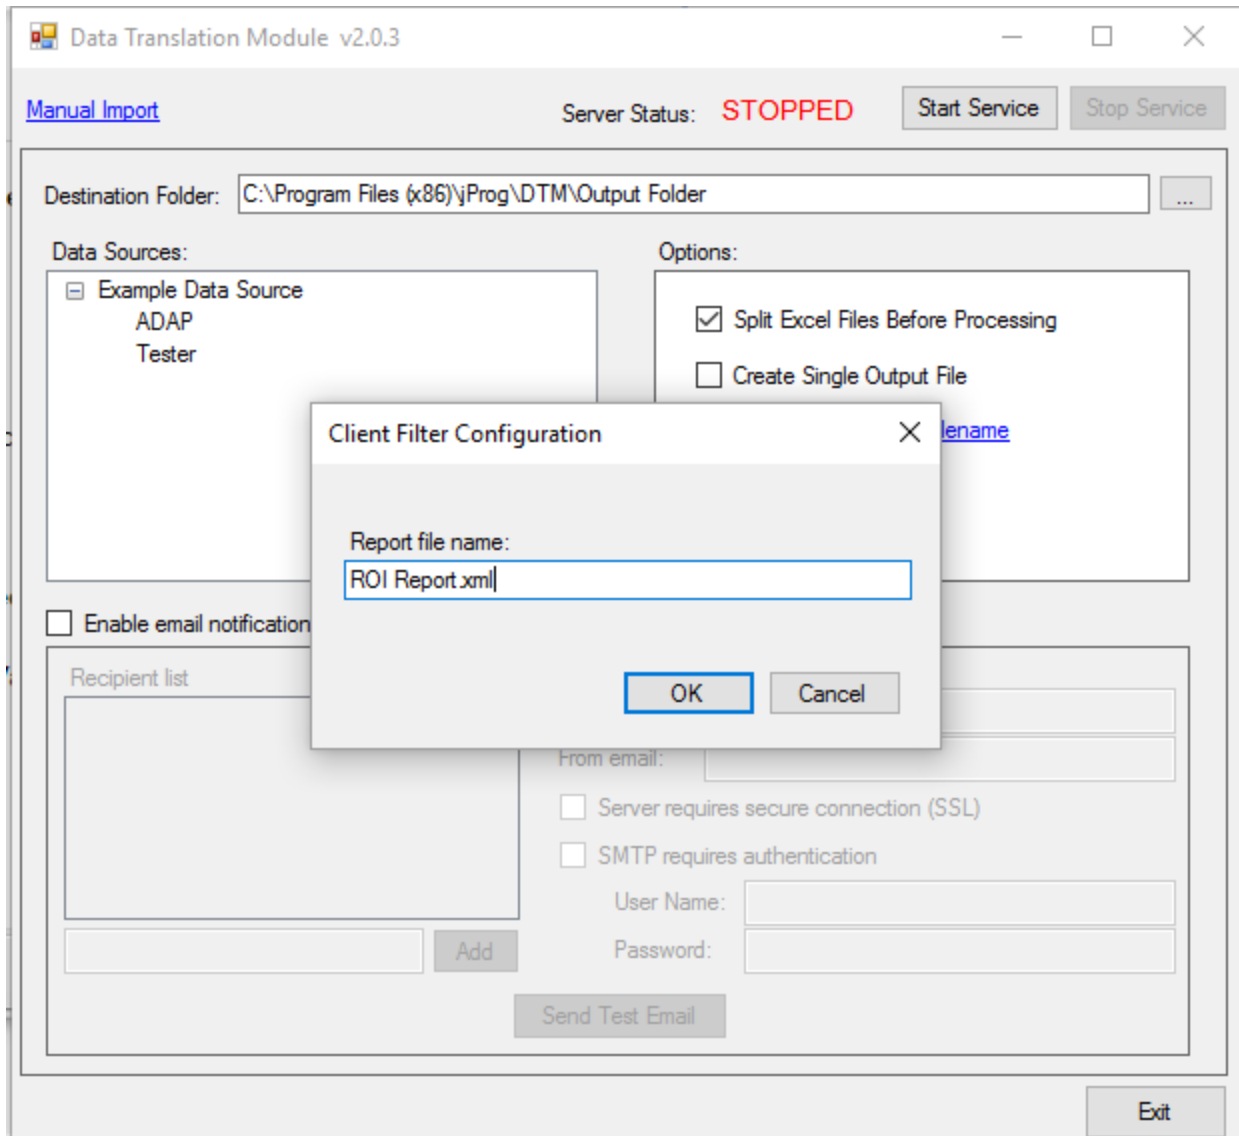 Data Translation Module v2.0.3
Manual Import
Server Status: STOPPED
Start Service
Stop Service
Destination Folder: C:\Program Files (x86)\jProg\DTM\Output Folder
...
Data Sources:
Example Data Source
ADAP
Tester
Options:
Split Excel Files Before Processing
Create Single Output File
lename
Client Filter Configuration
Report file name:
ROI Report.xml
OK
Cancel
Enable email notification
Recipient list
Add
From email:
Server requires secure connection (SSL)
SMTP requires authentication
User Name:
Password:
Send Test Email
Exit